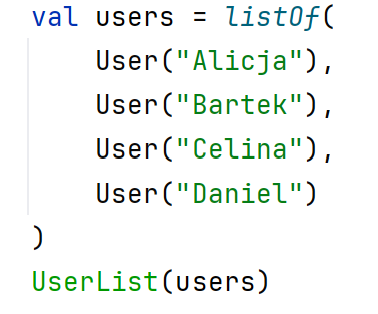 val users = listOf(
    User("Alicja"),
    User("Bartek"),
    User("Celina"),
    User("Daniel")
)
UserList(users)